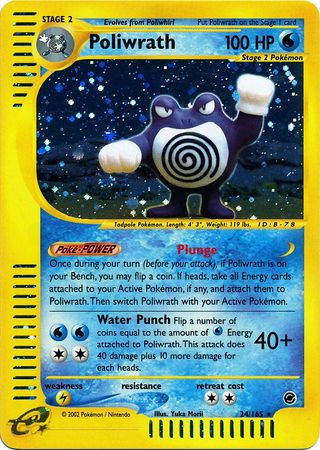 STAGE 2 Evolves from Poliwhirl Put Poliwrath on the Stage 1 card
Poliwrath 100 HP
Stage 2 Pokémon
Tadpole Pokémon. Length: 4' 3", Weight: 119 lbs. ID:B-78
Poké-POWER Plunge
Once during your turn (before your attack), if Poliwrath is on
your Bench, you may flip a coin. If heads, take all Energy cards
attached to your Active Pokémon, if any, and attach them to
Poliwrath. Then switch Poliwrath with your Active Pokémon.
Water Punch Flip a number of
coins equal to the amount of Energy
attached to Poliwrath. This attack does
40 damage plus 10 more damage for
each heads.
40+
weakness resistance retreat cost
© 2002 Pokémon / Nintendo Illus. Yuka Morii 24/165 ★
e